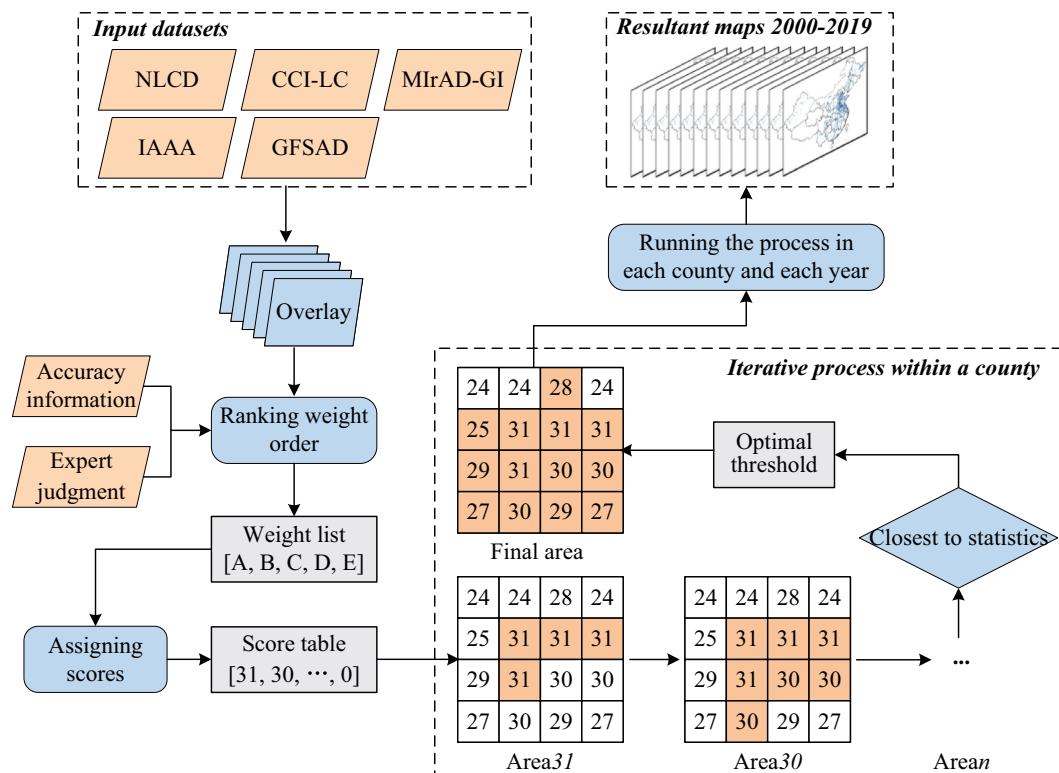 Input datasets
NLCD
CCI-LC
MIrAD-GI
IAAA
GFSAD
Resultant maps 2000-2019
Overlay
Running the process in
each county and each year
Accuracy
information
Expert
judgment
Ranking weight
order
Weight list
[A, B, C, D, E]
Assigning
scores
Score table
[31, 30, ···, 0]
Iterative process within a county
24 24 28 24
25 31 31 31
29 31 30 30
27 30 29 27
Final area
Optimal
threshold
Closest to statistics
24 24 28 24
25 31 31 31
29 31 30 30
27 30 29 27
Area31
24 24 28 24
25 31 31 31
29 31 30 30
27 30 29 27
Area30
...
Arean